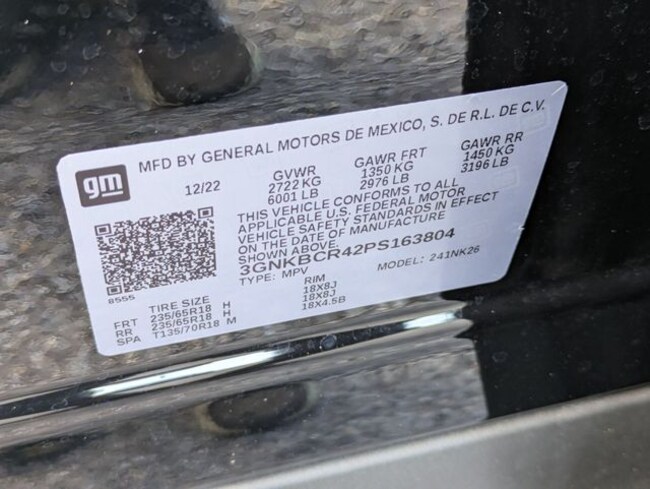 gm
MFD BY GENERAL MOTORS DE MEXICO, S. DE R.L. DE C.V.
12/22
GVWR
2722 KG
6001 LB
GAWR FRT
1350 KG
2976 LB
GAWR RR
1450 KG
3196 LB
THIS VEHICLE CONFORMS TO ALL
APPLICABLE U.S. FEDERAL MOTOR
VEHICLE SAFETY STANDARDS IN EFFECT
ON THE DATE OF MANUFACTURE
SHOWN ABOVE.
3GNKBCR42PS163804
TYPE: MPV
MODEL: 241NK26
8555
TIRE SIZE RIM
FRT 235/65R18 H 18X8J
RR 235/65R18 H 18X8J
SPA T135/70R18 M 18X4.5B